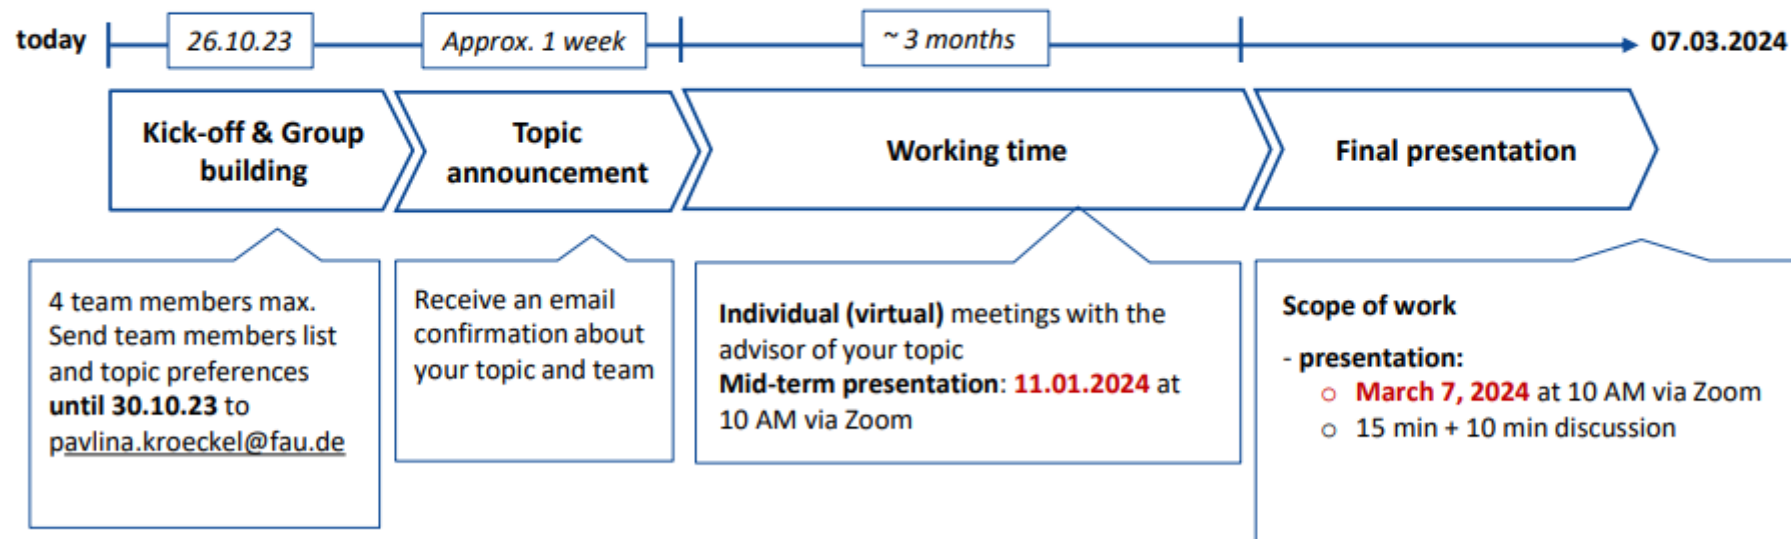 today
26.10.23
Approx. 1 week
~ 3 months
07.03.2024
Kick-off & Group
building
Topic
announcement
Working time
Final presentation
4 team members max.
Send team members list
and topic preferences
until 30.10.23 to
pavlina.kroeckel@fau.de
Receive an email
confirmation about
your topic and team
Individual (virtual) meetings with the
advisor of your topic
Mid-term presentation: 11.01.2024 at
10 AM via Zoom
Scope of work
- presentation:
o March 7, 2024 at 10 AM via Zoom
o 15 min + 10 min discussion